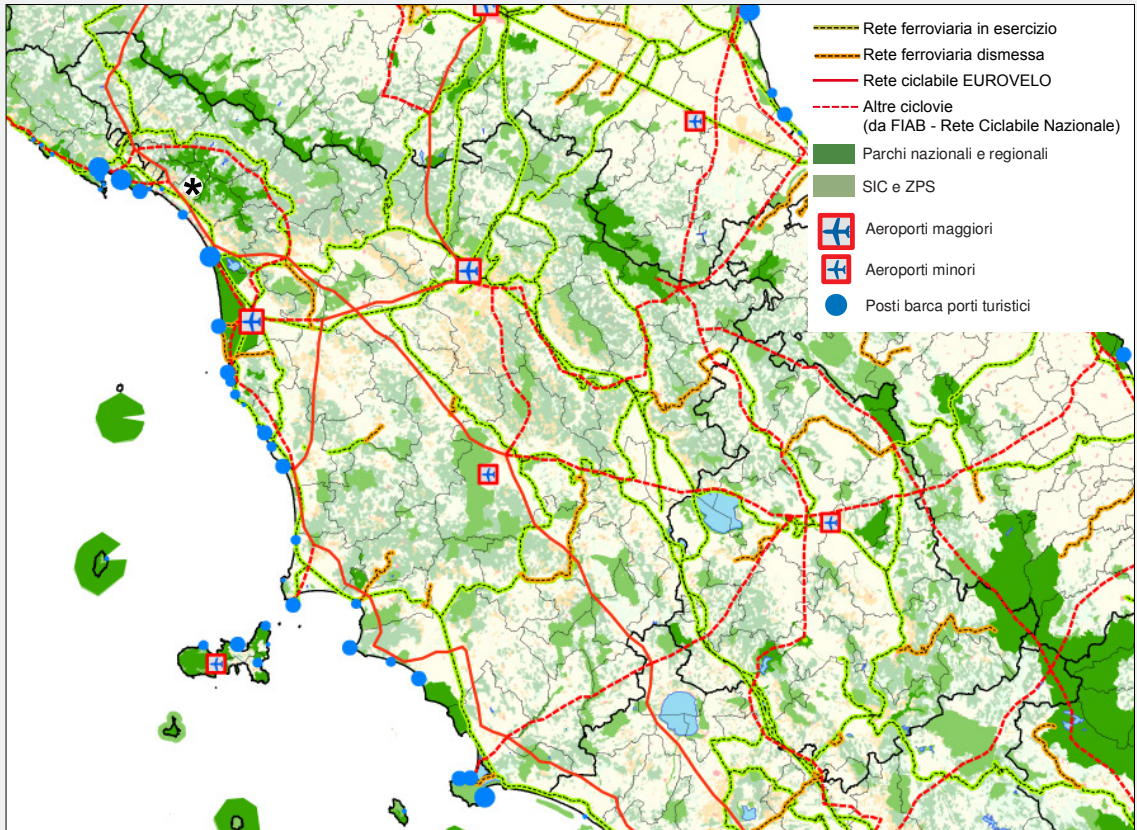 Rete ferroviaria in esercizio
Rete ferroviaria dismessa
Rete ciclabile EUROVELO
Altre ciclovie
(da FIAB - Rete Ciclabile Nazionale)
Parchi nazionali e regionali
SIC e ZPS
Aeroporti maggiori
Aeroporti minori
Posti barca porti turistici
*